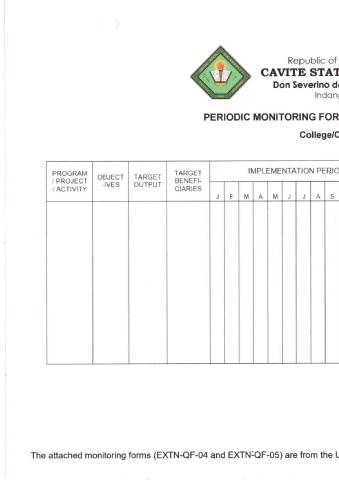 Republic of
CAVITE STAT
Don Severino d
Indang
PERIODIC MONITORING FOR
College/C
PROGRAM / PROJECT / ACTIVITY
OBJECT -IVES
TARGET OUTPUT
TARGET BENEFI- CIARIES
IMPLEMENTATION PERIO
J F M A M J J A S
The attached monitoring forms (EXTN-QF-04 and EXTN-QF-05) are from the U